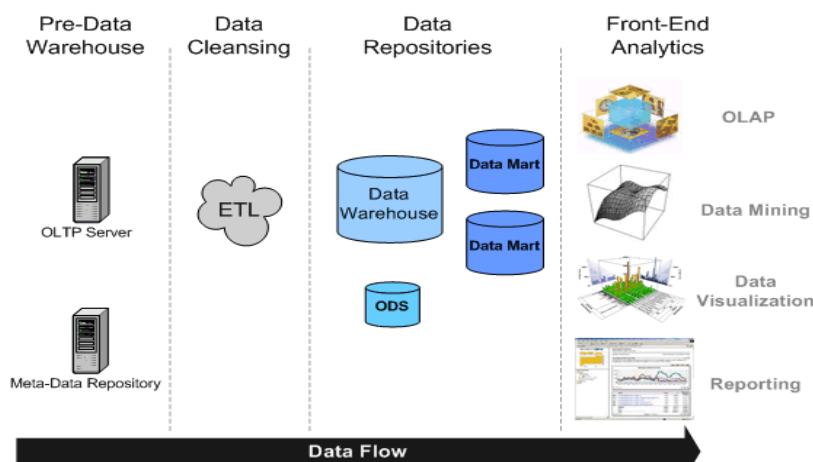 Pre-Data
Warehouse
Data
Cleansing
Data
Repositories
Front-End
Analytics
OLTP Server
Meta-Data Repository
ETL
Data
Warehouse
Data Mart
Data Mart
ODS
OLAP
Data Mining
Data
Visualization
Reporting
Data Flow